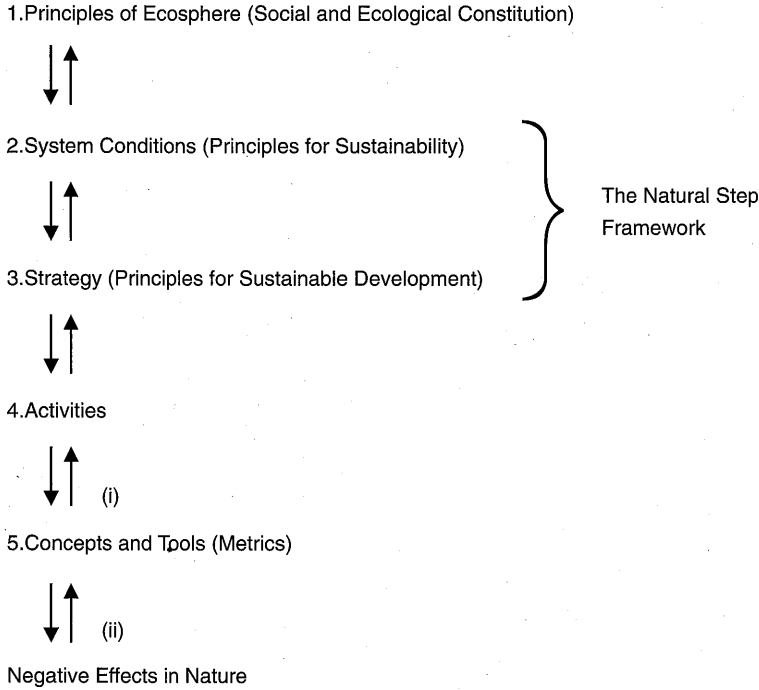 1.Principles of Ecosphere (Social and Ecological Constitution)
2.System Conditions (Principles for Sustainability)
The Natural Step
Framework
3.Strategy (Principles for Sustainable Development)
4.Activities
(i)
5.Concepts and Tools (Metrics)
(ii)
Negative Effects in Nature